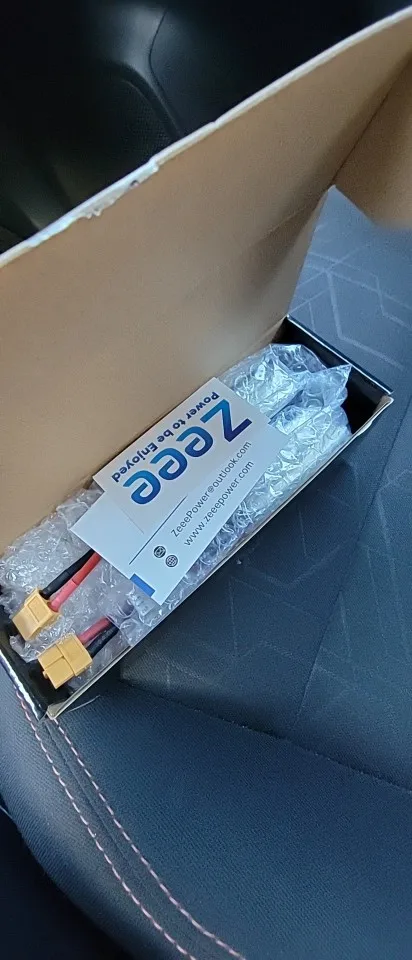 Zeee
Power to be Enjoyed
ZeeePower@outlook.com
www.zeeepower.com